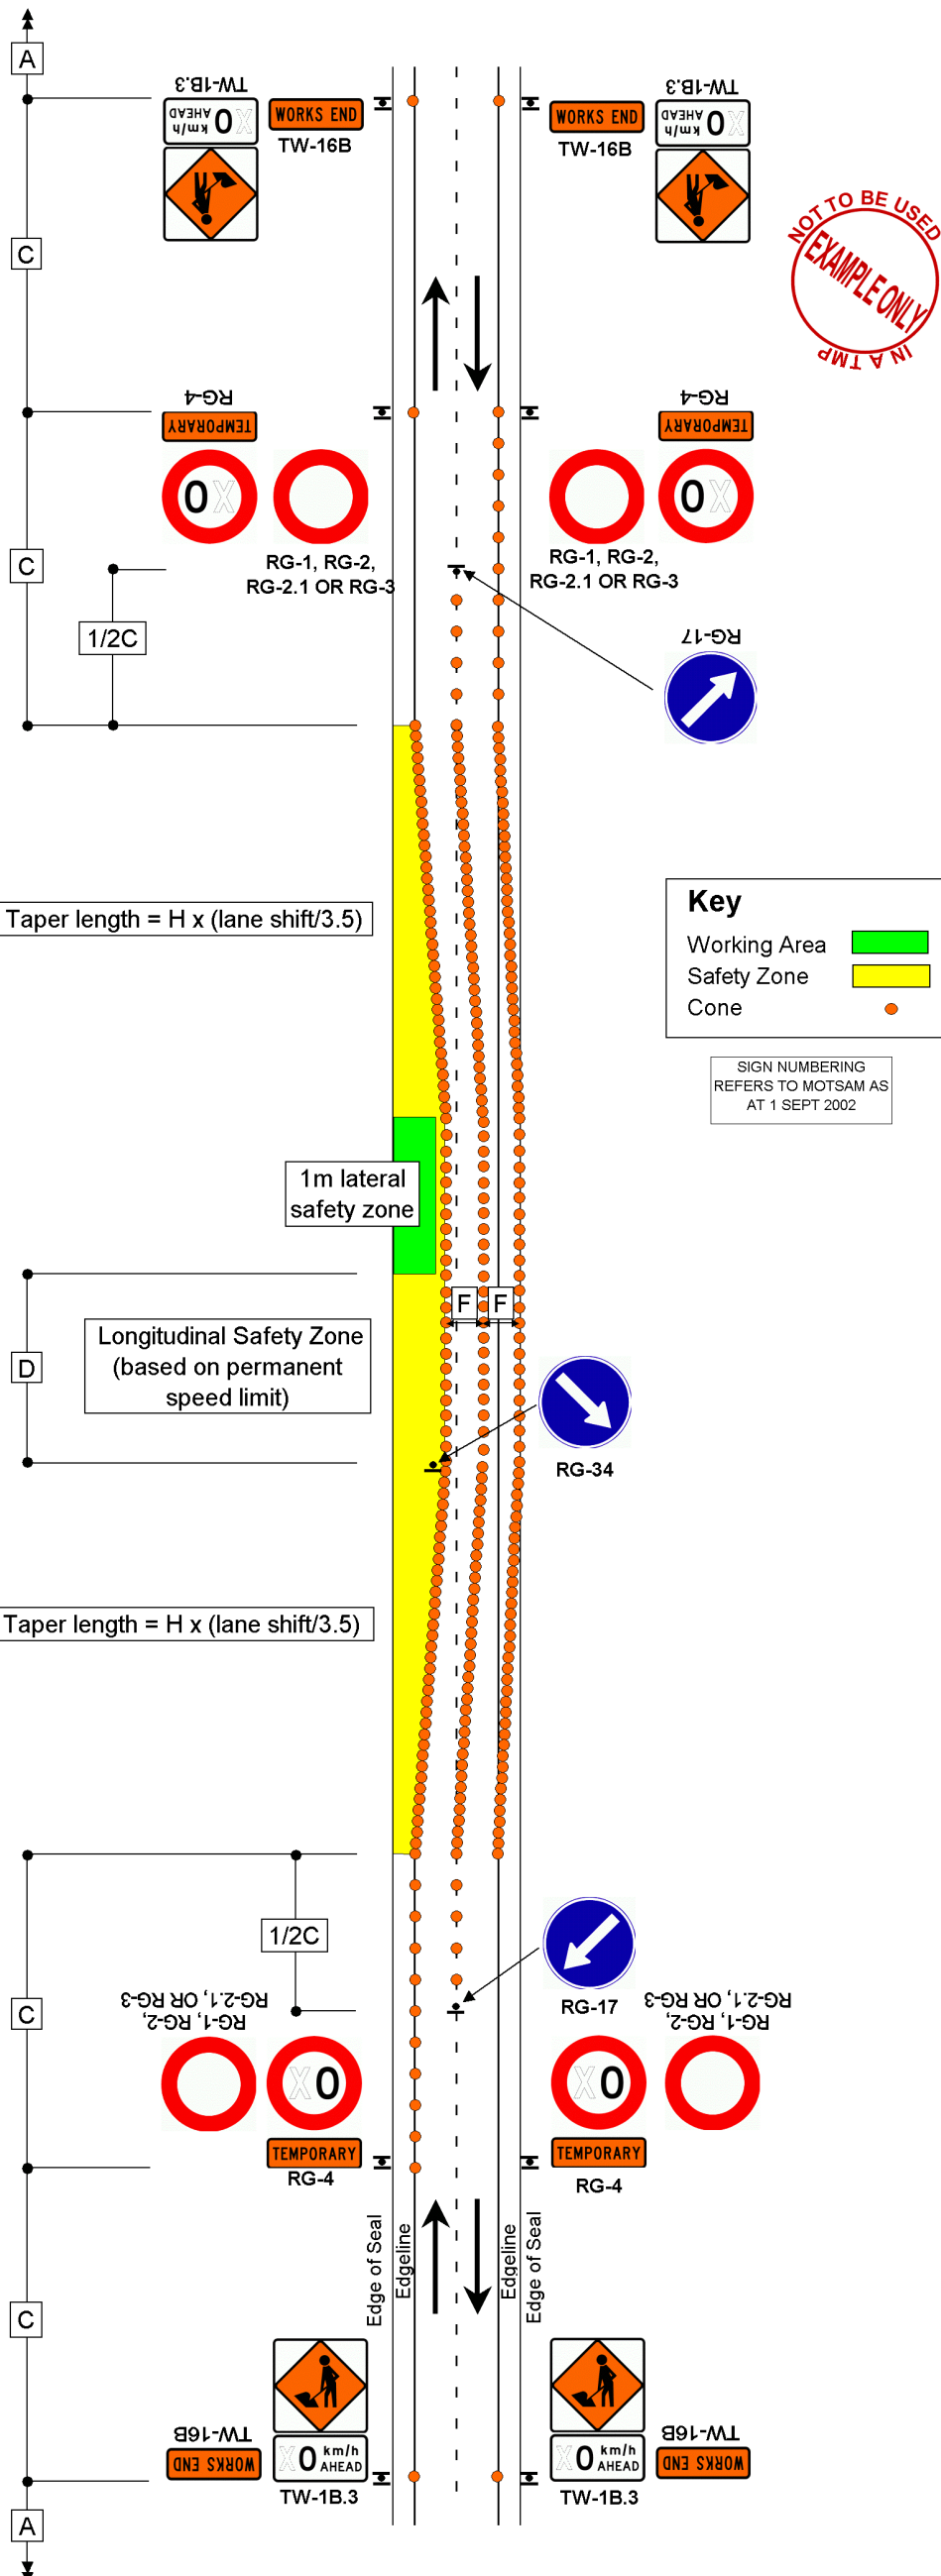 A
TW-1B.3
X0 km/h
AHEAD
WORKS END
TW-16B
WORKS END
TW-16B
TW-1B.3
X0 km/h
AHEAD
NOT TO BE USED
EXAMPLE ONLY
IN A TMP
C
RG-4
TEMPORARY
X0
RG-1, RG-2,
RG-2.1 OR RG-3
RG-4
TEMPORARY
X0
RG-1, RG-2,
RG-2.1 OR RG-3
C
1/2C
RG-17
Taper length = H x (lane shift/3.5)
Key
Working Area
Safety Zone
Cone
SIGN NUMBERING
REFERS TO MOTSAM AS
AT 1 SEPT 2002
1m lateral
safety zone
F
F
D
Longitudinal Safety Zone
(based on permanent
speed limit)
RG-34
Taper length = H x (lane shift/3.5)
1/2C
RG-17
C
RG-1, RG-2,
RG-2.1 OR RG-3
X0
TEMPORARY
RG-4
RG-1, RG-2,
RG-2.1 OR RG-3
X0
TEMPORARY
RG-4
Edge of Seal
Edgeline
Edgeline
Edge of Seal
C
TW-16B
WORKS END
X0 km/h
AHEAD
TW-1B.3
X0 km/h
AHEAD
TW-1B.3
TW-16B
WORKS END
A